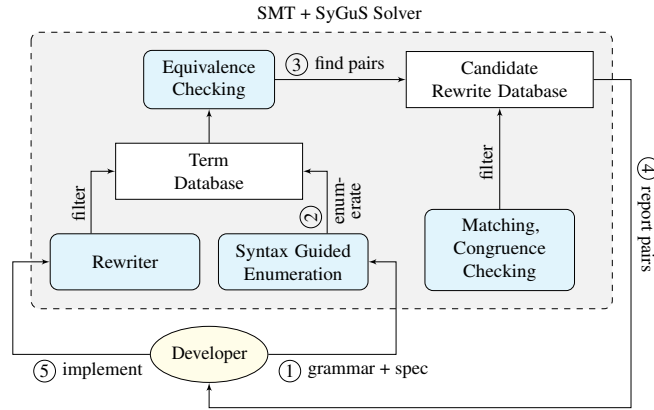 SMT + SyGuS Solver
Equivalence
Checking
③ find pairs
Candidate
Rewrite Database
Term
Database
filter
②
enum-
erate
filter
④ report pairs
Rewriter
Syntax Guided
Enumeration
Matching,
Congruence
Checking
Developer
⑤ implement
① grammar + spec